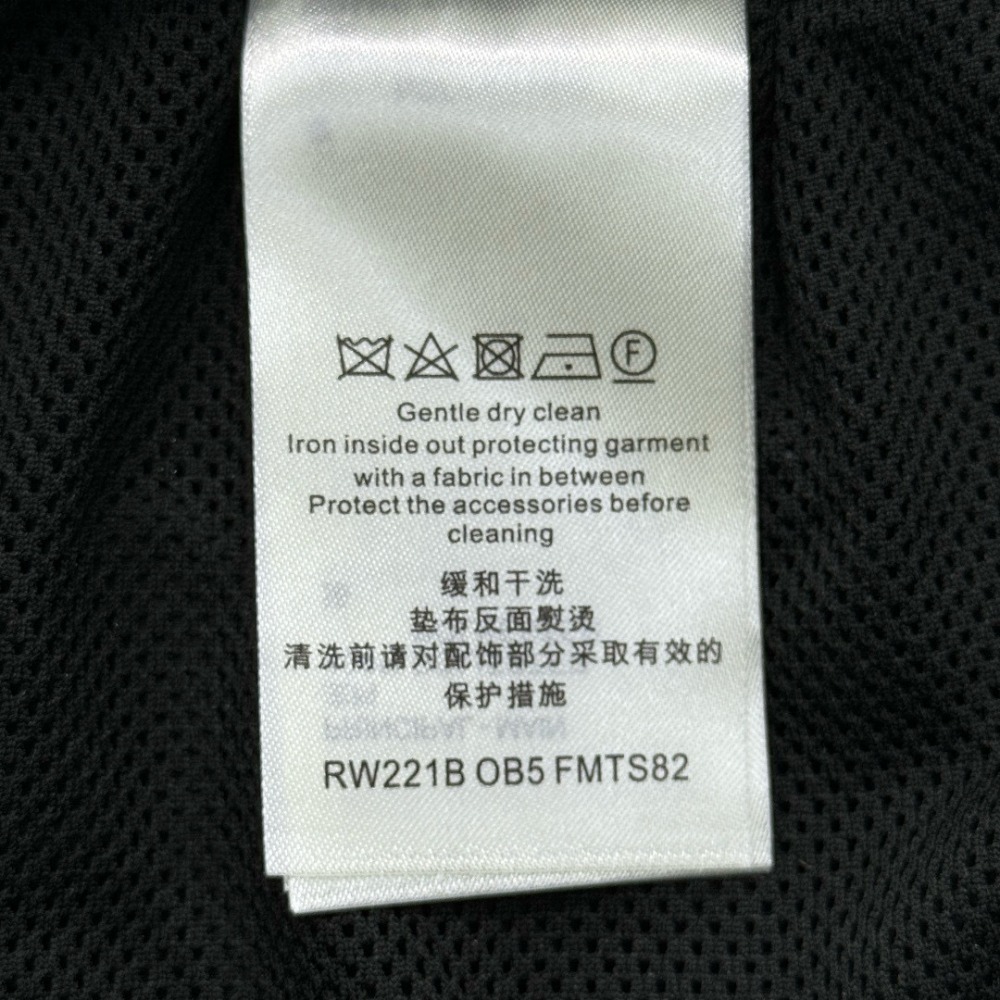 F
Gentle dry clean
Iron inside out protecting garment
with a fabric in between
Protect the accessories before
cleaning
缓和干洗
垫布反面熨烫
清洗前请对配饰部分采取有效的
保护措施
RW221B OB5 FMTS82